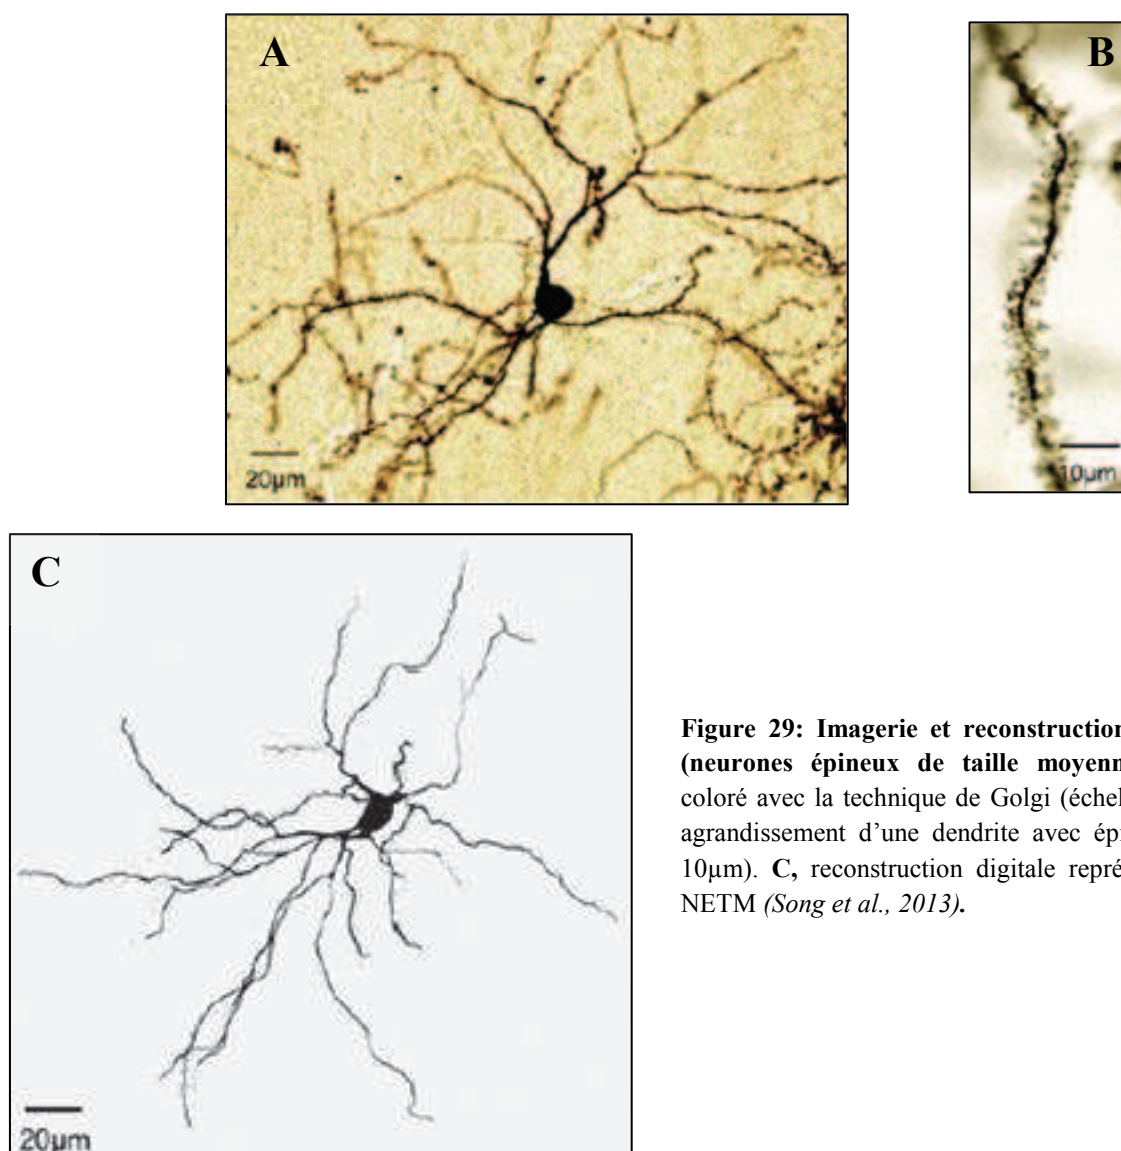 A
20µm
B
10µm
C
20µm
Figure 29: Imagerie et reconstruction
(neurones épineux de taille moyenn
coloré avec la technique de Golgi (échel
agrandissement d’une dendrite avec épi
10µm). C, reconstruction digitale repré
NETM (Song et al., 2013).